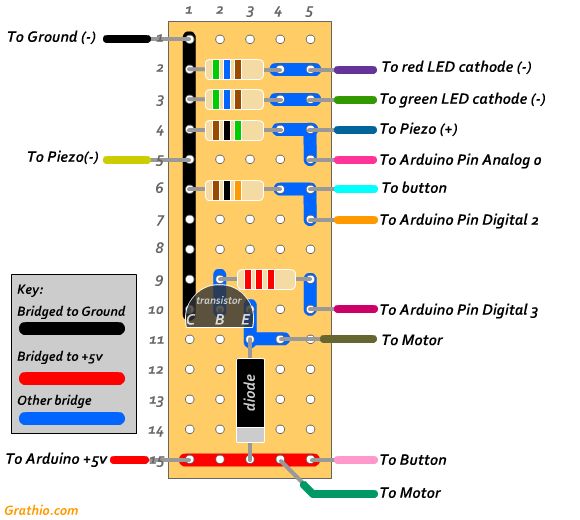 1 2 3 4 5
To Ground (-)
1
2
To red LED cathode (-)
3
To green LED cathode (-)
4
To Piezo (+)
To Piezo(-)
5
To Arduino Pin Analog 0
6
To button
7
To Arduino Pin Digital 2
8
9
Key:
Bridged to Ground
Bridged to +5v
Other bridge
transistor
C B E
10
To Arduino Pin Digital 3
11
To Motor
12
diode
13
14
To Arduino +5v
15
To Button
To Motor
Grathio.com